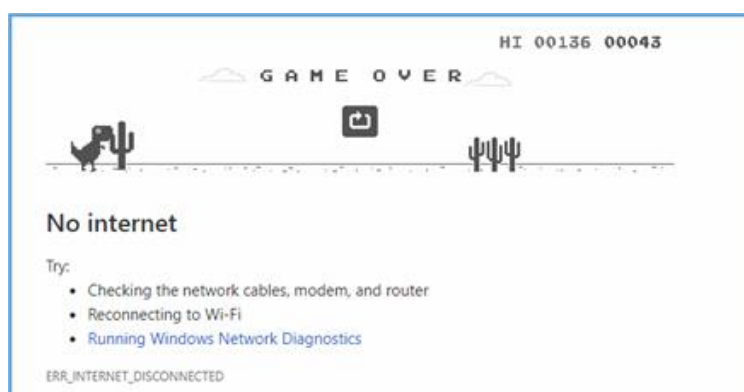 HI 00136 00043
GAME OVER
No internet
Try:
• Checking the network cables, modem, and router
• Reconnecting to Wi-Fi
• Running Windows Network Diagnostics
ERR_INTERNET_DISCONNECTED